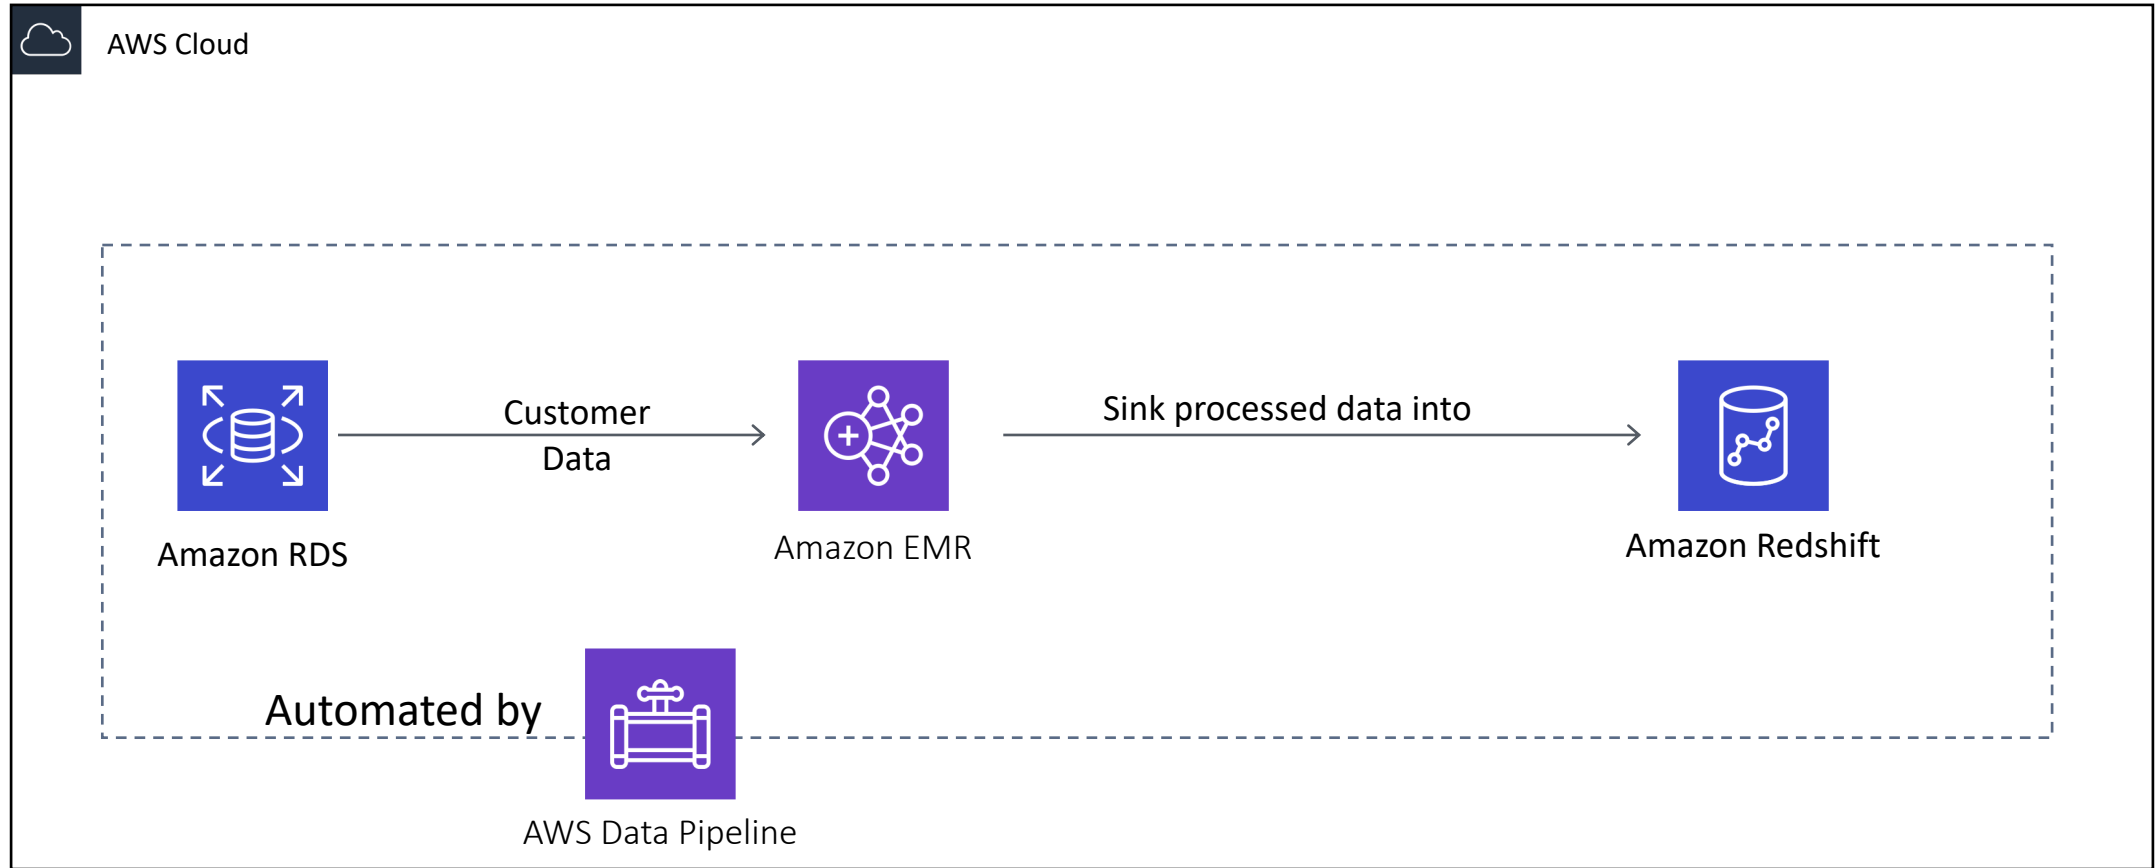 AWS Cloud
Customer
Data
Sink processed data into
Amazon RDS
Amazon EMR
Amazon Redshift
Automated by
AWS Data Pipeline